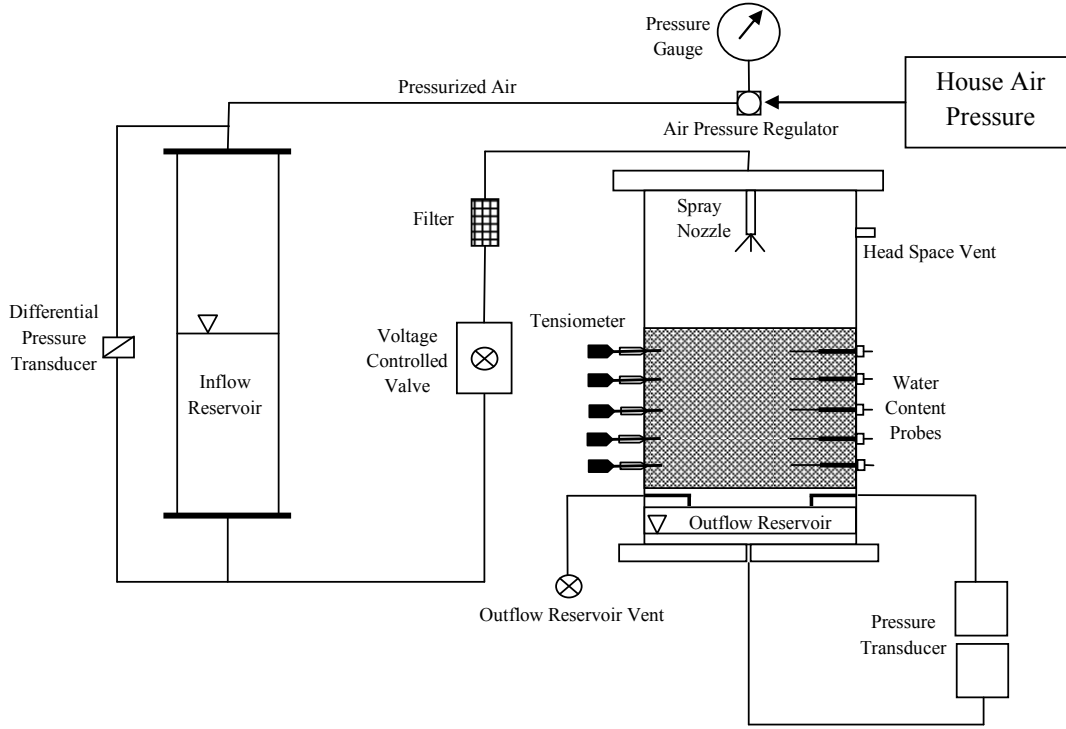 Pressure
Gauge
House Air
Pressure
Pressurized Air
Air Pressure Regulator
Filter
Spray
Nozzle
Head Space Vent
Differential
Pressure
Transducer
Voltage
Controlled
Valve
Tensiometer
Inflow
Reservoir
Water
Content
Probes
Outflow Reservoir
Outflow Reservoir Vent
Pressure
Transducer